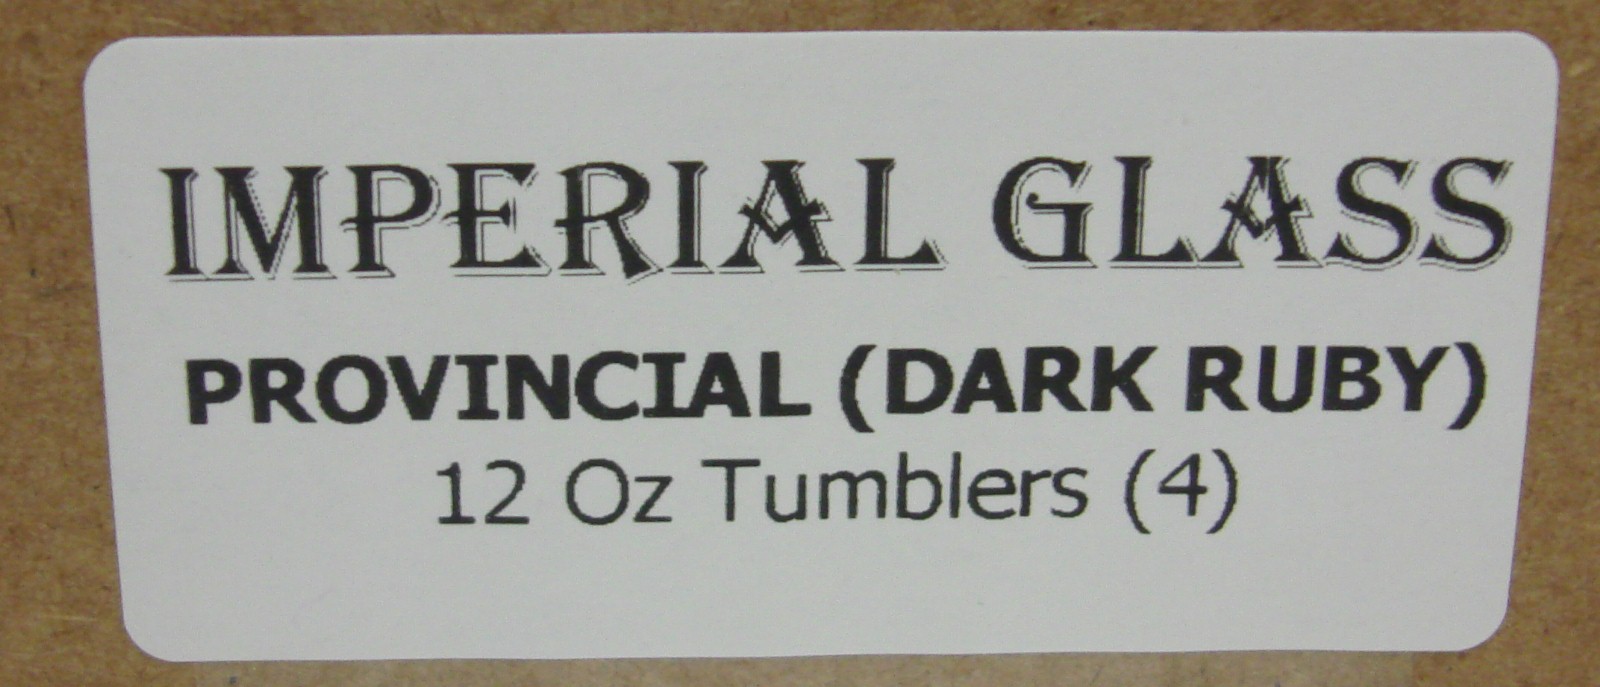 IMPERIAL GLASS
PROVINCIAL (DARK RUBY)
12 Oz Tumblers (4)